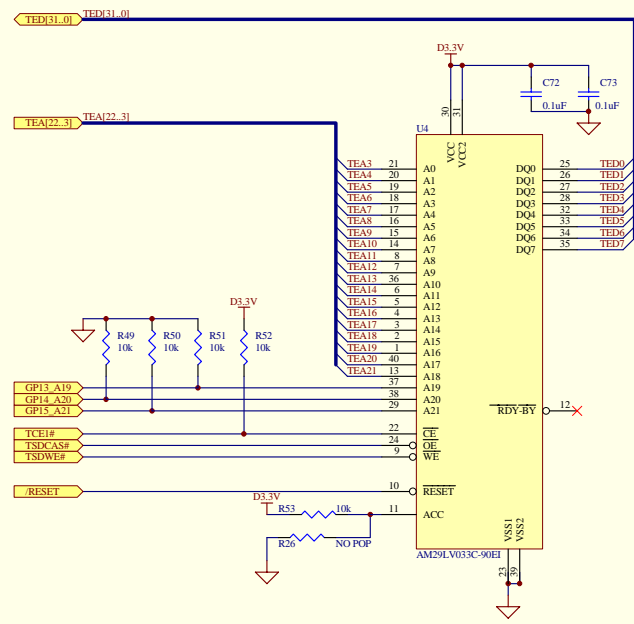 TED[31..0] TED[31..0]
D3.3V
C72 C73
0.1uF 0.1uF
TEA[22..3] TEA[22..3]
30 31
U4
VCC VCC2
TEA3 21 A0 DQ0 25 TED0
TEA4 20 A1 DQ1 26 TED1
TEA5 19 A2 DQ2 27 TED2
TEA6 18 A3 DQ3 28 TED3
TEA7 17 A4 DQ4 32 TED4
TEA8 16 A5 DQ5 33 TED5
TEA9 15 A6 DQ6 34 TED6
TEA10 14 A7 DQ7 35 TED7
TEA11 8 A8
TEA12 7 A9
TEA13 36 A10
TEA14 6 A11
TEA15 5 A12
TEA16 4 A13
TEA17 3 A14
TEA18 2 A15
TEA19 1 A16
TEA20 40 A17
TEA21 13 A18
D3.3V
R49 R50 R51 R52
10k 10k 10k 10k
GP13_A19 37 A19
GP14_A20 38 A20
GP15_A21 29 A21 RDY-BY 12
TCE1# 22 CE
TSDCAS# 24 OE
TSDWE# 9 WE
/RESET 10 RESET
D3.3V
R53 10k 11 ACC
R26 NO POP
VSS1 VSS2
AM29LV033C-90EI
23 39